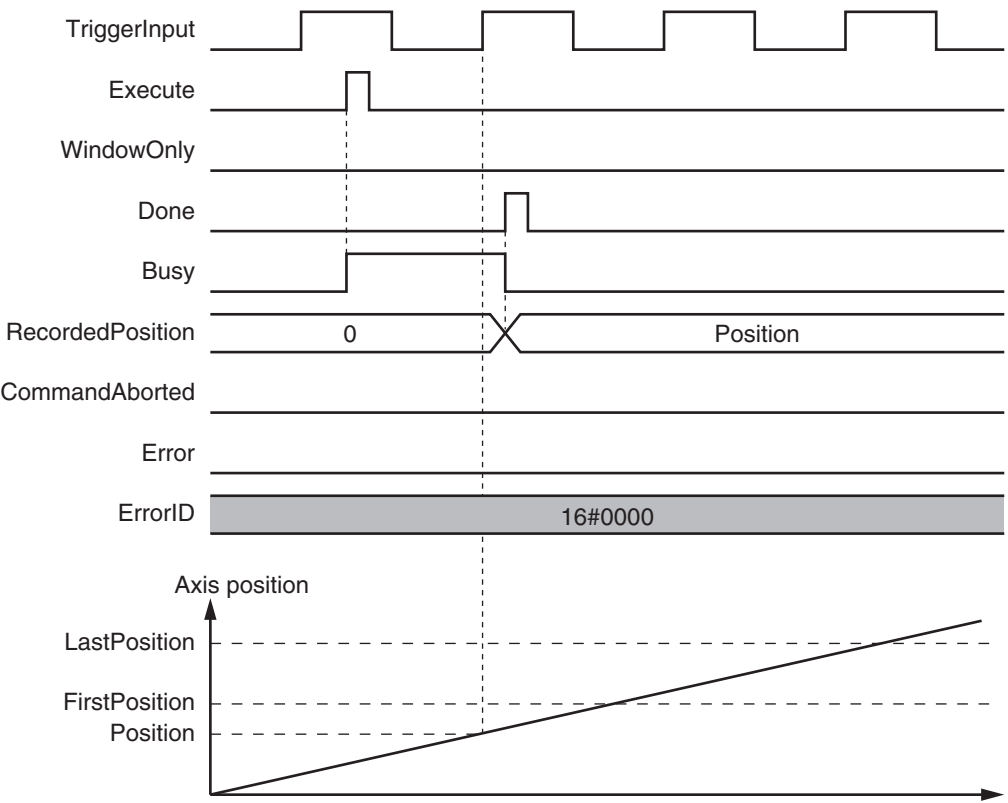 TriggerInput
Execute
WindowOnly
Done
Busy
RecordedPosition 0 Position
CommandAborted
Error
ErrorID 16#0000
Axis position
LastPosition
FirstPosition
Position